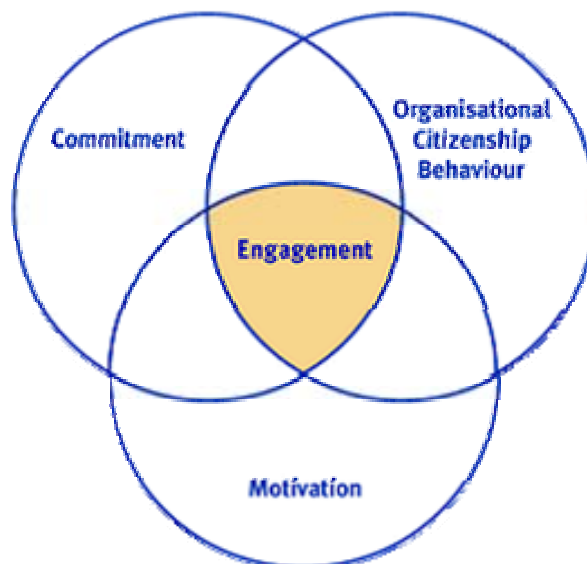 Commitment
Organisational
Citizenship
Behaviour
Engagement
Motivation